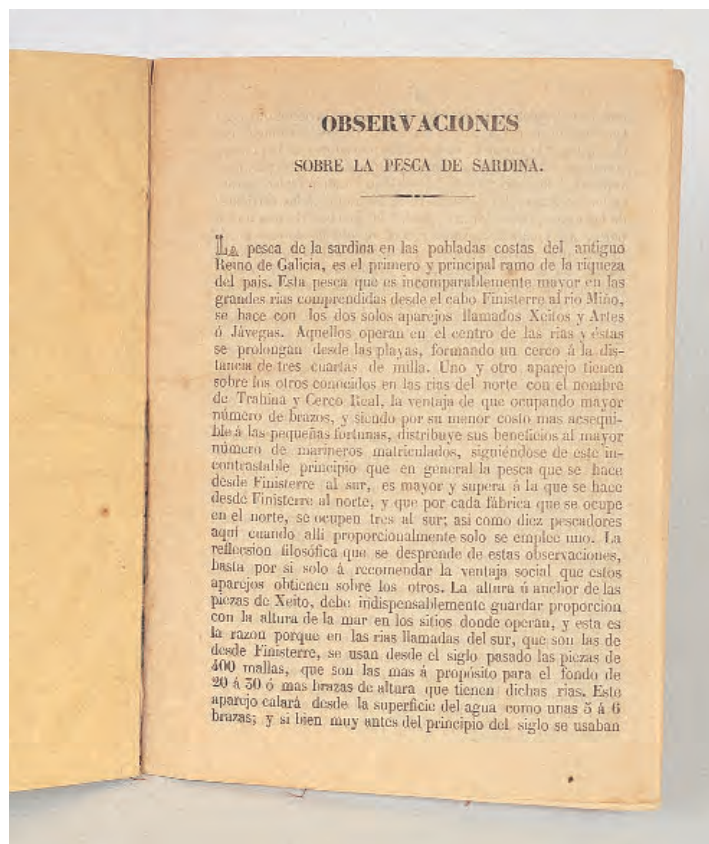 OBSERVACIONES
SOBRE LA PESCA DE SARDINA.
La pesca de la sardina en las pobladas costas del antiguo
Reino de Galicia, es el primero y principal ramo de la riqueza
del pais. Esta pesca que es incomparablemente mayor en las
grandes rias comprendidas desde el cabo Finisterre al rio Miño,
se hace con los dos solos aparejos llamados Xeitos y Artes
ó Jávegas. Aquellos operan en el centro de las rias y éstas
se prolongan desde las playas, formando un cerco á la dis-
tancia de tres cuartas de milla. Uno y otro aparejo tienen
sobre los otros conocidos en las rias del norte con el nombre
de Trahina y Cerco Real, la ventaja de que ocupando mayor
número de brazos, y siendo por su menor costo mas acsequi-
ble á las pequeñas fortunas, distribuye sus beneficios al mayor
número de marineros matriculados, siguiéndose de este in-
contrastable principio que en general la pesca que se hace
desde Finisterre al sur, es mayor y supera á la que se hace
desde Finisterre al norte, y que por cada fábrica que se ocupe
en el norte, se ocupen tres al sur; asi como diez pescadores
aquí cuando alli proporcionalmente solo se emplee uno. La
reflecsion filosófica que se desprende de estas observaciones,
basta por si solo á recomendar la ventaja social que estos
aparejos obtienen sobre los otros. La altura ú anchor de las
piezas de Xeito, debe indispensablemente guardar proporcion
con la altura de la mar en los sitios donde operan, y esta es
la razon porque en las rias llamadas del sur, que son las de
desde Finisterre, se usan desde el siglo pasado las piezas de
400 mallas, que son las mas á propósito para el fondo de
20 á 30 ó mas brazas de altura que tienen dichas rias. Este
aparejo calará desde la superficie del agua como unas 5 á 6
brazas; y si bien muy antes del principio del siglo se usaban